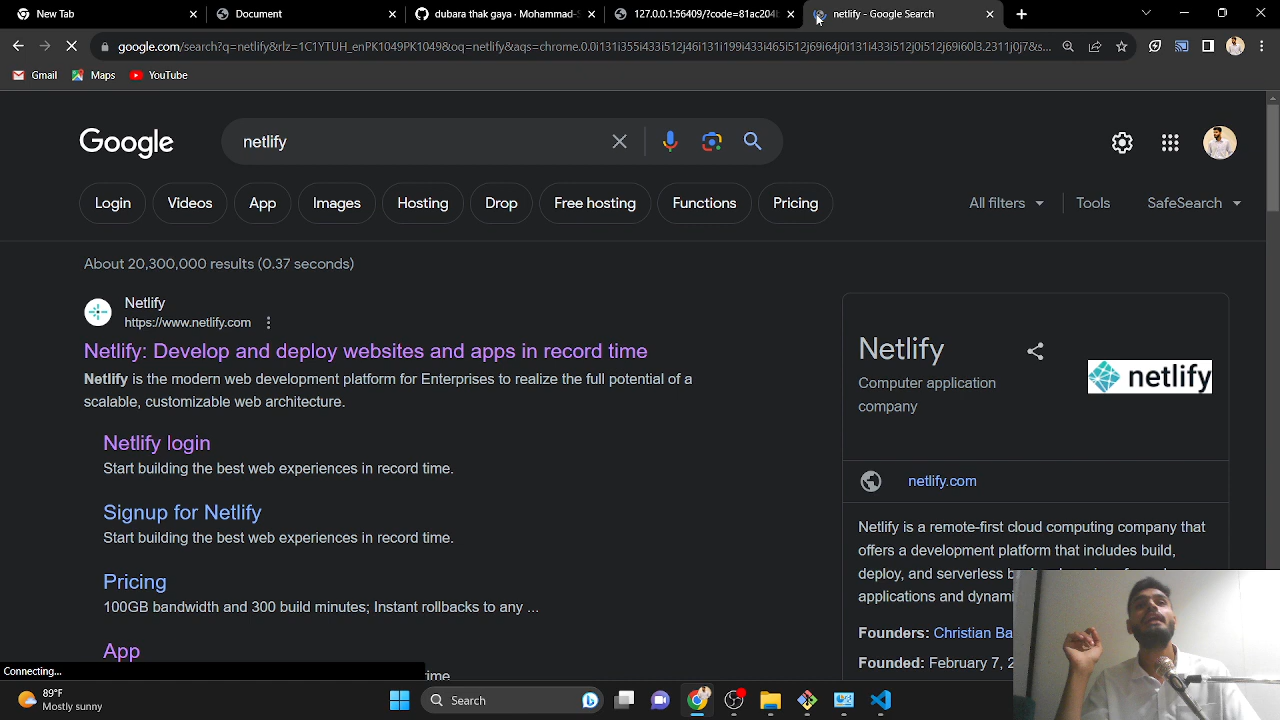 New Tab
Document
dubara thak gaya · Mohammad-S
127.0.0.1:56409/?code=81ac204b
netlify - Google Search
google.com/search?q=netlify&rlz=1C1YTUH_enPK1049PK1049&oq=netlify&aqs=chrome.0.0i131i355i433i512j46i131i199i433i465i512j69i64j0i131i433i512j0i512j69i60l3.2311j0j7&s...
Gmail
Maps
YouTube
Google
netlify
Login
Videos
App
Images
Hosting
Drop
Free hosting
Functions
Pricing
All filters
Tools
SafeSearch
About 20,300,000 results (0.37 seconds)
Netlify
https://www.netlify.com
Netlify: Develop and deploy websites and apps in record time
Netlify is the modern web development platform for Enterprises to realize the full potential of a
scalable, customizable web architecture.
Netlify login
Start building the best web experiences in record time.
Signup for Netlify
Start building the best web experiences in record time.
Pricing
100GB bandwidth and 300 build minutes; Instant rollbacks to any ...
App
time
Netlify
Computer application
company
netlify
netlify.com
Netlify is a remote-first cloud computing company that
offers a development platform that includes build,
deploy, and serverless
applications and dynami
Founders: Christian Ba
Founded: February 7, 2
Connecting...
89°F
Mostly sunny
Search